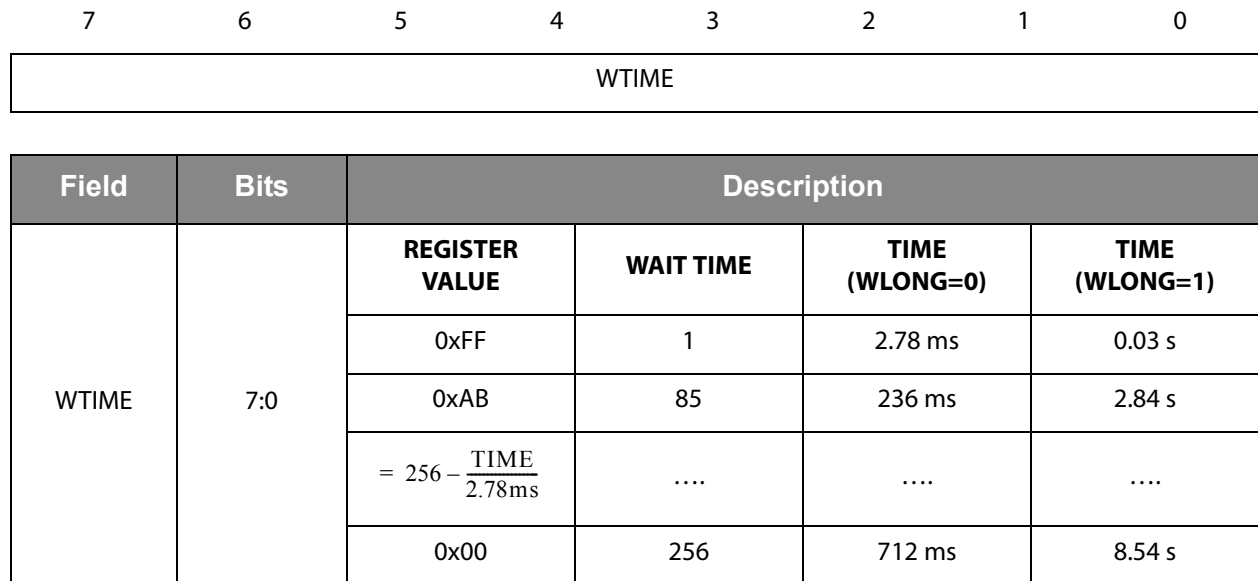 7 6 5 4 3 2 1 0
WTIME
Field Bits Description
REGISTER VALUE WAIT TIME TIME (WLONG=0) TIME (WLONG=1)
0xFF 1 2.78 ms 0.03 s
WTIME 7:0 0xAB 85 236 ms 2.84 s
= 256 – TIME/2.78ms …. …. ….
0x00 256 712 ms 8.54 s